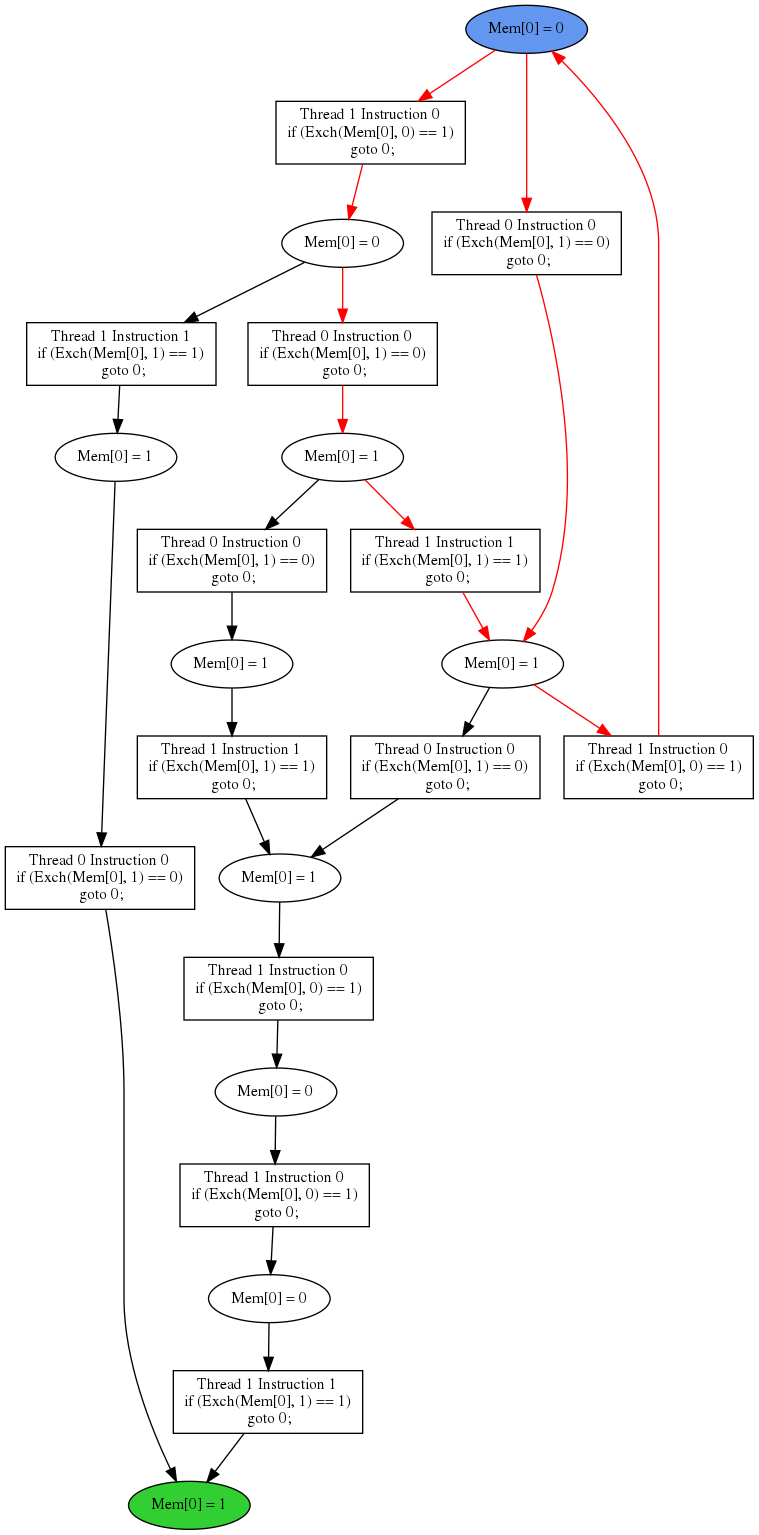 Mem[0] = 0
Thread 1 Instruction 0
if (Exch(Mem[0], 0) == 1)
goto 0;
Thread 0 Instruction 0
if (Exch(Mem[0], 1) == 0)
goto 0;
Mem[0] = 0
Thread 1 Instruction 1
if (Exch(Mem[0], 1) == 1)
goto 0;
Thread 0 Instruction 0
if (Exch(Mem[0], 1) == 0)
goto 0;
Mem[0] = 1
Mem[0] = 1
Thread 0 Instruction 0
if (Exch(Mem[0], 1) == 0)
goto 0;
Thread 1 Instruction 1
if (Exch(Mem[0], 1) == 1)
goto 0;
Mem[0] = 1
Mem[0] = 1
Thread 1 Instruction 1
if (Exch(Mem[0], 1) == 1)
goto 0;
Thread 0 Instruction 0
if (Exch(Mem[0], 1) == 0)
goto 0;
Thread 1 Instruction 0
if (Exch(Mem[0], 0) == 1)
goto 0;
Thread 0 Instruction 0
if (Exch(Mem[0], 1) == 0)
goto 0;
Mem[0] = 1
Thread 1 Instruction 0
if (Exch(Mem[0], 0) == 1)
goto 0;
Mem[0] = 0
Thread 1 Instruction 0
if (Exch(Mem[0], 0) == 1)
goto 0;
Mem[0] = 0
Thread 1 Instruction 1
if (Exch(Mem[0], 1) == 1)
goto 0;
Mem[0] = 1